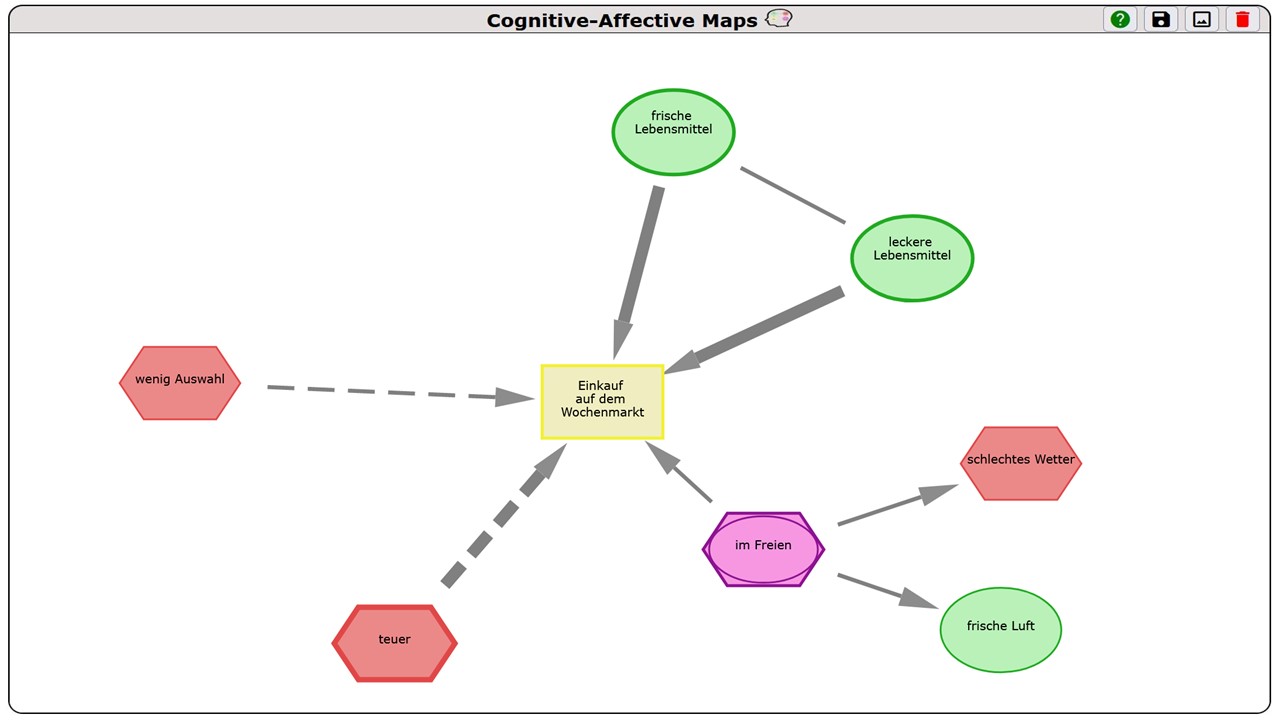 Cognitive-Affective Maps
frische
Lebensmittel
leckere
Lebensmittel
wenig Auswahl
Einkauf
auf dem
Wochenmarkt
schlechtes Wetter
im Freien
frische Luft
teuer